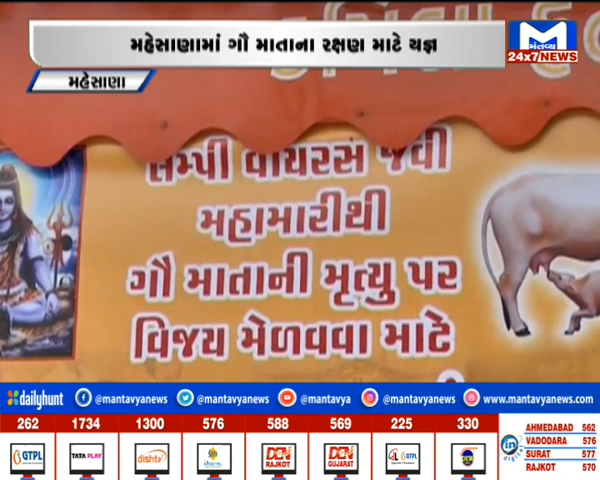 મહેસાણામાં ગૌ માતાના રક્ષણ માટે યજ્ઞ
મંતવ્ય
24x7NEWS
મહેસાણા
લમ્પી વાયરસ જેવી
મહામારીથી
ગૌ માતાની મૃત્યુ પર
વિજય મેળવવા માટે
dailyhunt @mantavyanews @mantavyanews @mantavya @mantavyanews @mantavyanews www.mantavyanews.com
262 1734 1300 576 588 569 225 330
GTPL TATA PLAY dishtv DEN RAJKOT DEN GUJARAT GTPL
in digital
AHMEDABAD 562
VADODARA 576
SURAT 577
RAJKOT 570